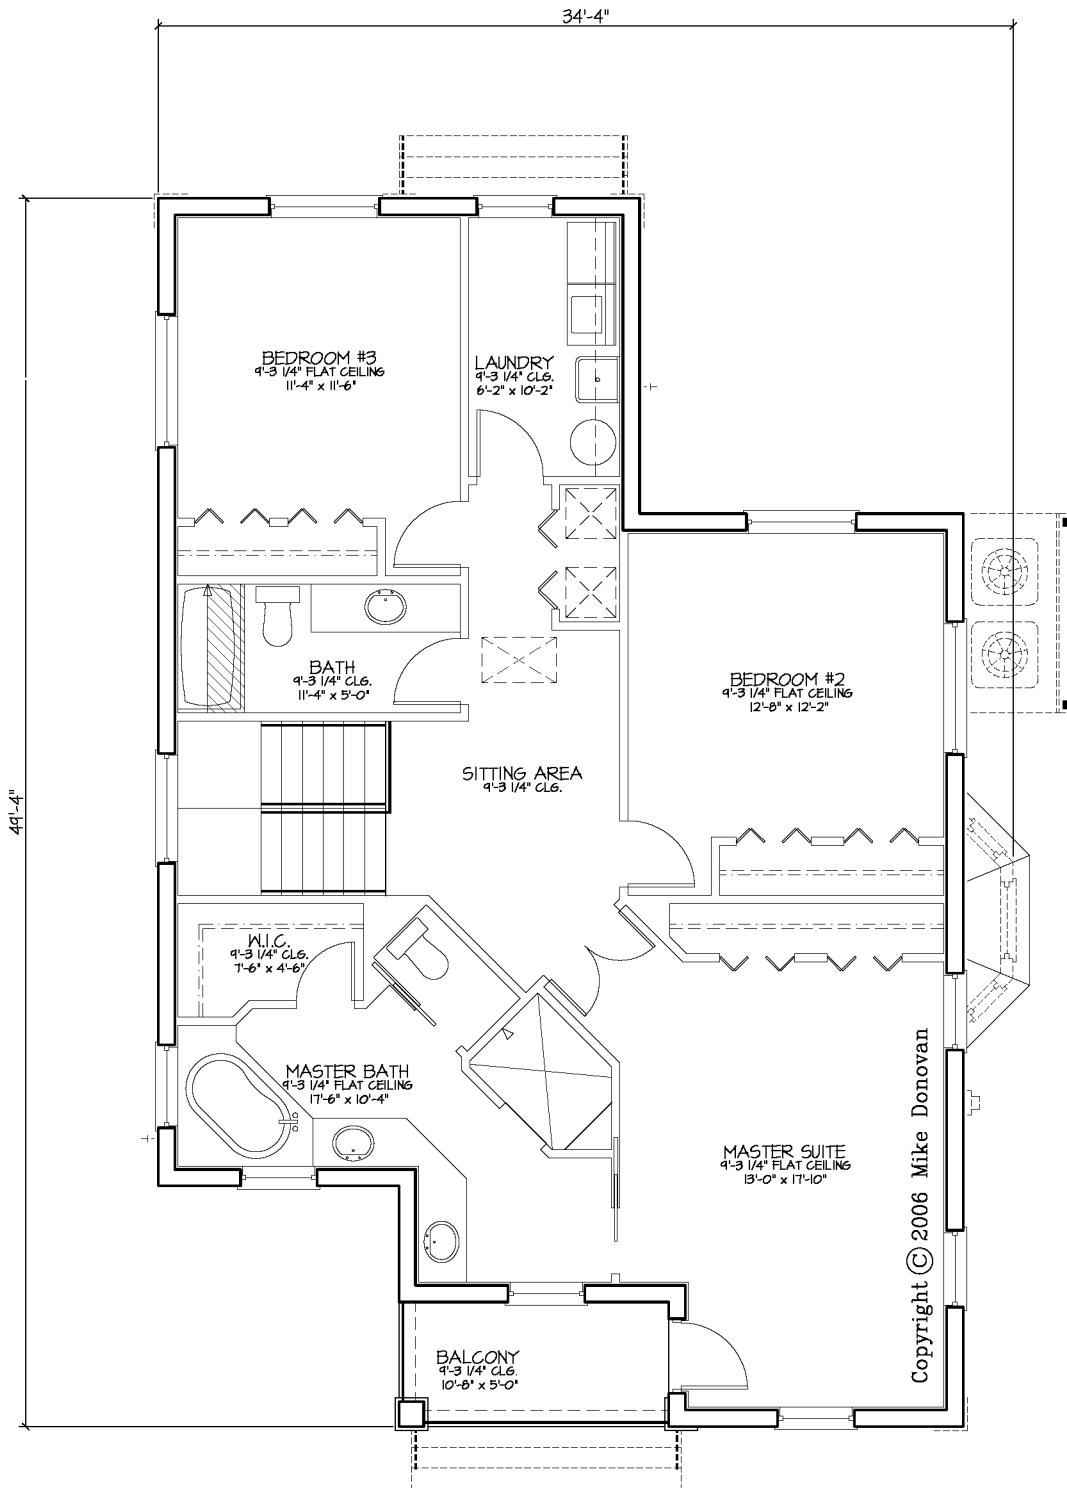 34'-4"
BEDROOM #3
9'-3 1/4" FLAT CEILING
11'-4" x 11'-6"
LAUNDRY
9'-3 1/4" CLG.
6'-2" x 10'-2"
BATH
9'-3 1/4" CLG.
11'-4" x 5'-0"
BEDROOM #2
9'-3 1/4" FLAT CEILING
12'-8" x 12'-2"
SITTING AREA
9'-3 1/4" CLG.
49'-4"
W.I.C.
9'-3 1/4" CLG.
7'-6" x 4'-6"
MASTER BATH
9'-3 1/4" FLAT CEILING
17'-6" x 10'-4"
MASTER SUITE
9'-3 1/4" FLAT CEILING
13'-0" x 17'-10"
Copyright © 2006 Mike Donovan
BALCONY
9'-3 1/4" CLG.
10'-8" x 5'-0"